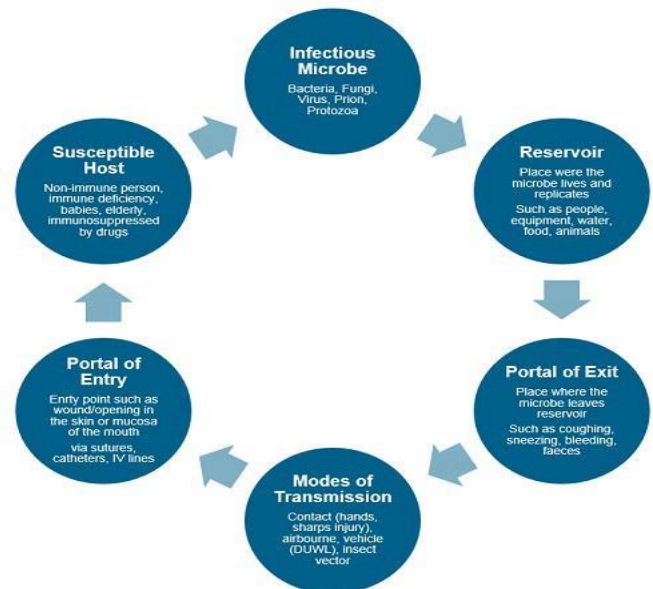 Infectious
Microbe
Bacteria, Fungi,
Virus, Prion,
Protozoa
Reservoir
Place were the
microbe lives and
replicates
Such as people,
equipment, water,
food, animals
Portal of Exit
Place where the
microbe leaves
reservoir
Such as coughing,
sneezing, bleeding,
faeces
Modes of
Transmission
Contact (hands,
sharps injury),
airbourne, vehicle
(DUWL), insect
vector
Portal of
Entry
Enrty point such as
wound/opening in
the skin or mucosa
of the mouth
via sutures,
catheters, IV lines
Susceptible
Host
Non-immune person,
immune deficiency,
babies, elderly,
immunosuppressed
by drugs